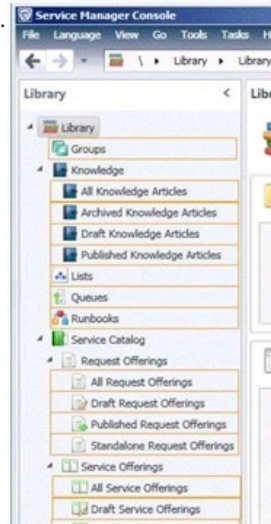 .
Service Manager Console
File Language View Go Tools Tasks H
\ Library Library
Library
Libr
Library
Groups
Knowledge
All Knowledge Articles
Archived Knowledge Articles
Draft Knowledge Articles
Published Knowledge Articles
Lists
Queues
Runbooks
Service Catalog
Request Offerings
All Request Offerings
Draft Request Offerings
Published Request Offerings
Standalone Request Offerings
Service Offerings
All Service Offerings
Draft Service Offerings